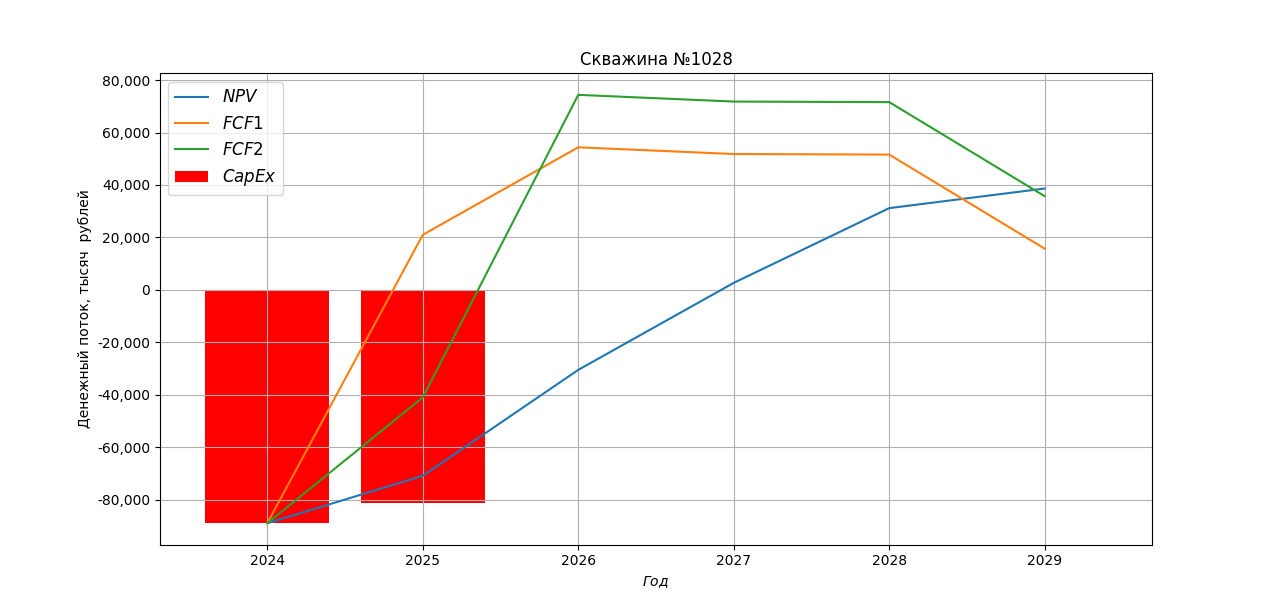 Скважина №1028
NPV
FCF1
FCF2
CapEx
80,000
60,000
40,000
20,000
0
-20,000
-40,000
-60,000
-80,000
Денежный поток, тысяч рублей
2024 2025 2026 2027 2028 2029
Год